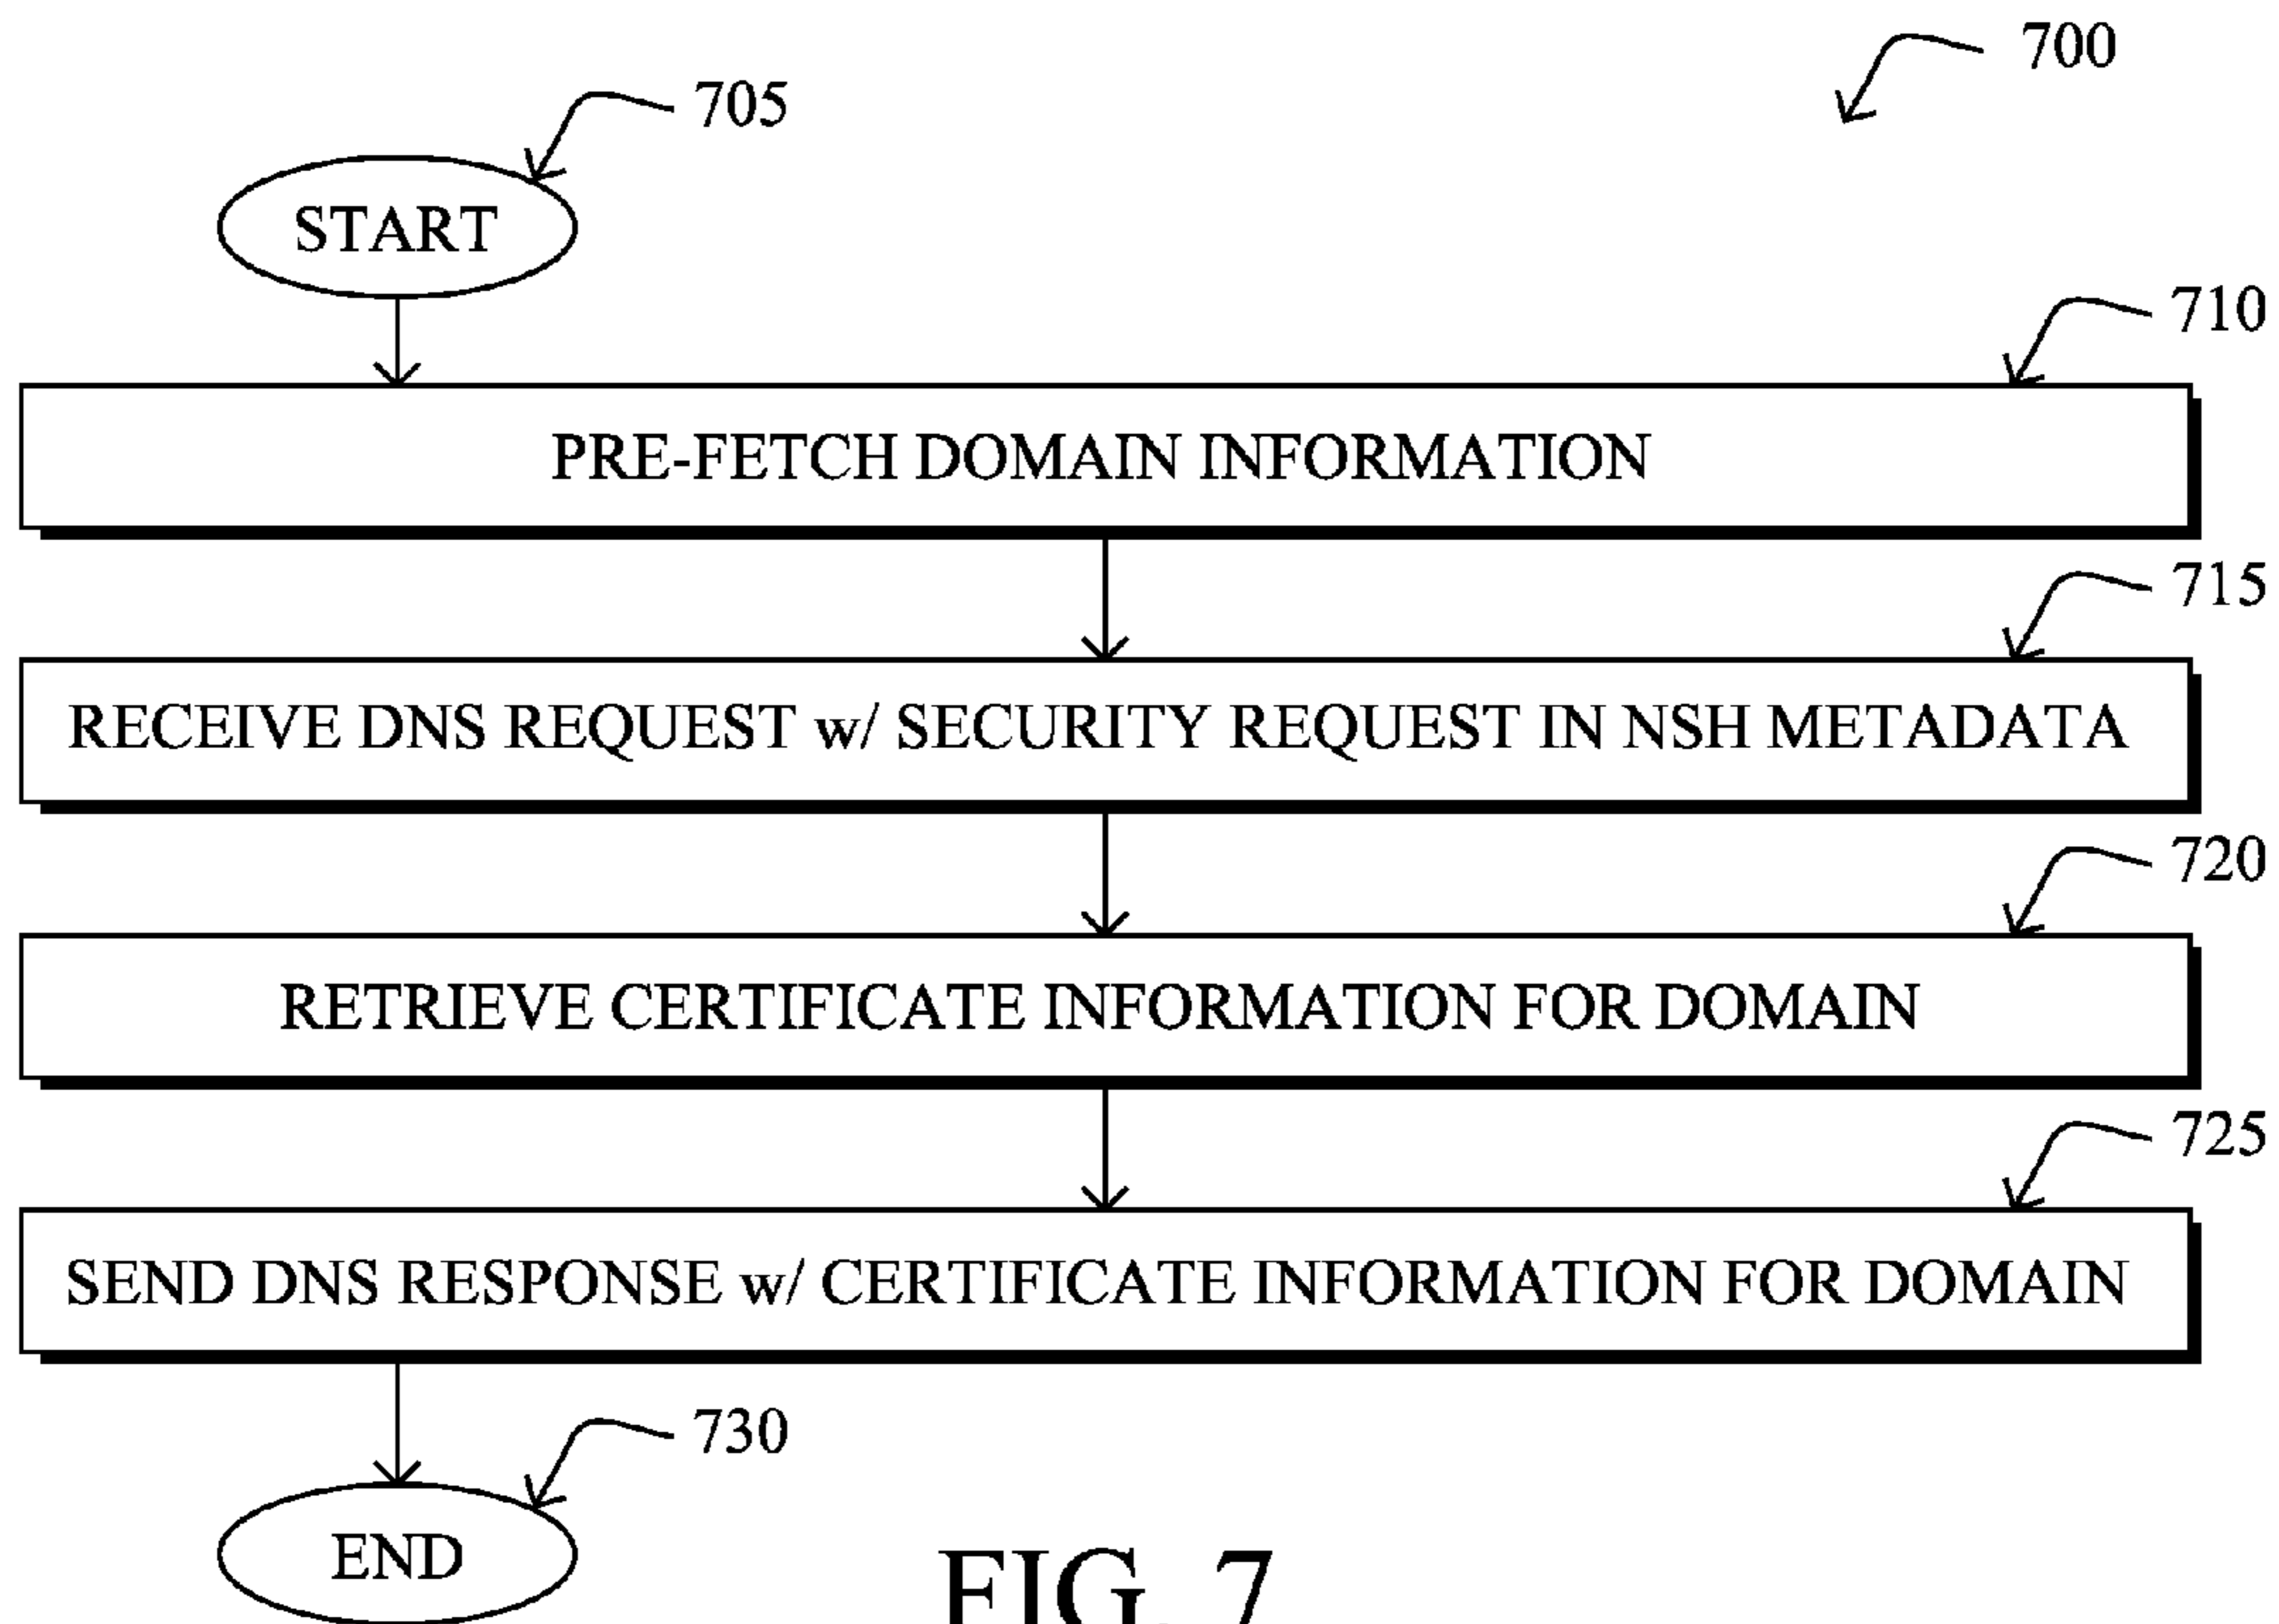 700
705
START
710
PRE-FETCH DOMAIN INFORMATION
715
RECEIVE DNS REQUEST w/ SECURITY REQUEST IN NSH METADATA
720
RETRIEVE CERTIFICATE INFORMATION FOR DOMAIN
725
SEND DNS RESPONSE w/ CERTIFICATE INFORMATION FOR DOMAIN
730
END
FIG. 7